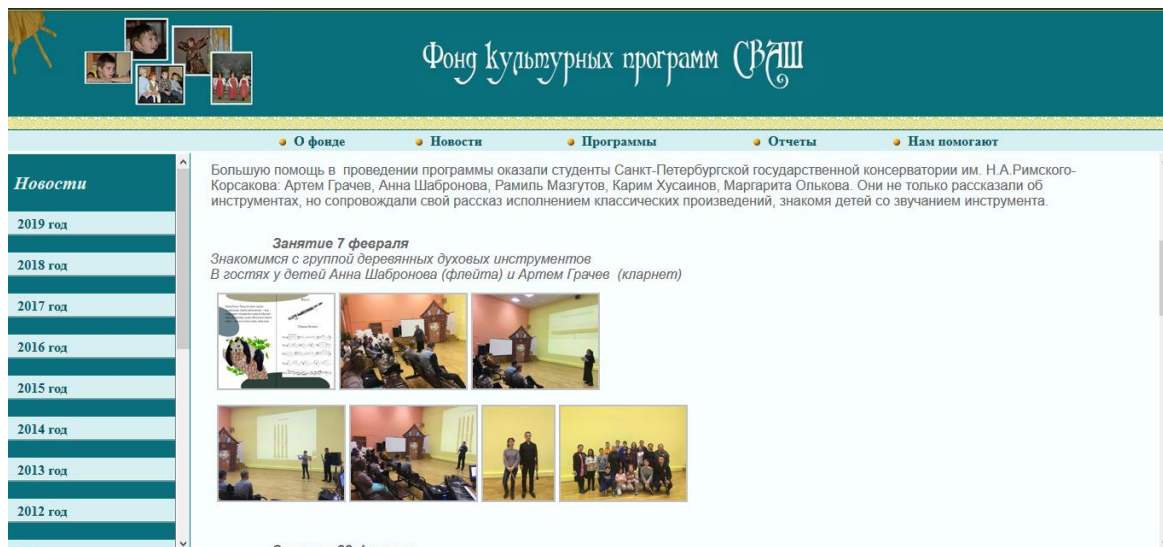 Фонд культурных программ СВАШ
О фонде
Новости
Программы
Отчеты
Нам помогают
Новости
2019 год
2018 год
2017 год
2016 год
2015 год
2014 год
2013 год
2012 год
Большую помощь в проведении программы оказали студенты Санкт-Петербургской государственной консерватории им. Н.А.Римского-
Корсакова: Артем Грачев, Анна Шабронова, Рамиль Мазгутов, Карим Хусаинов, Маргарита Олькова. Они не только рассказали об
инструментах, но сопровождали свой рассказ исполнением классических произведений, знакомя детей со звучанием инструмента.
Занятие 7 февраля
Знакомимся с группой деревянных духовых инструментов
В гостях у детей Анна Шабронова (флейта) и Артем Грачев (кларнет)